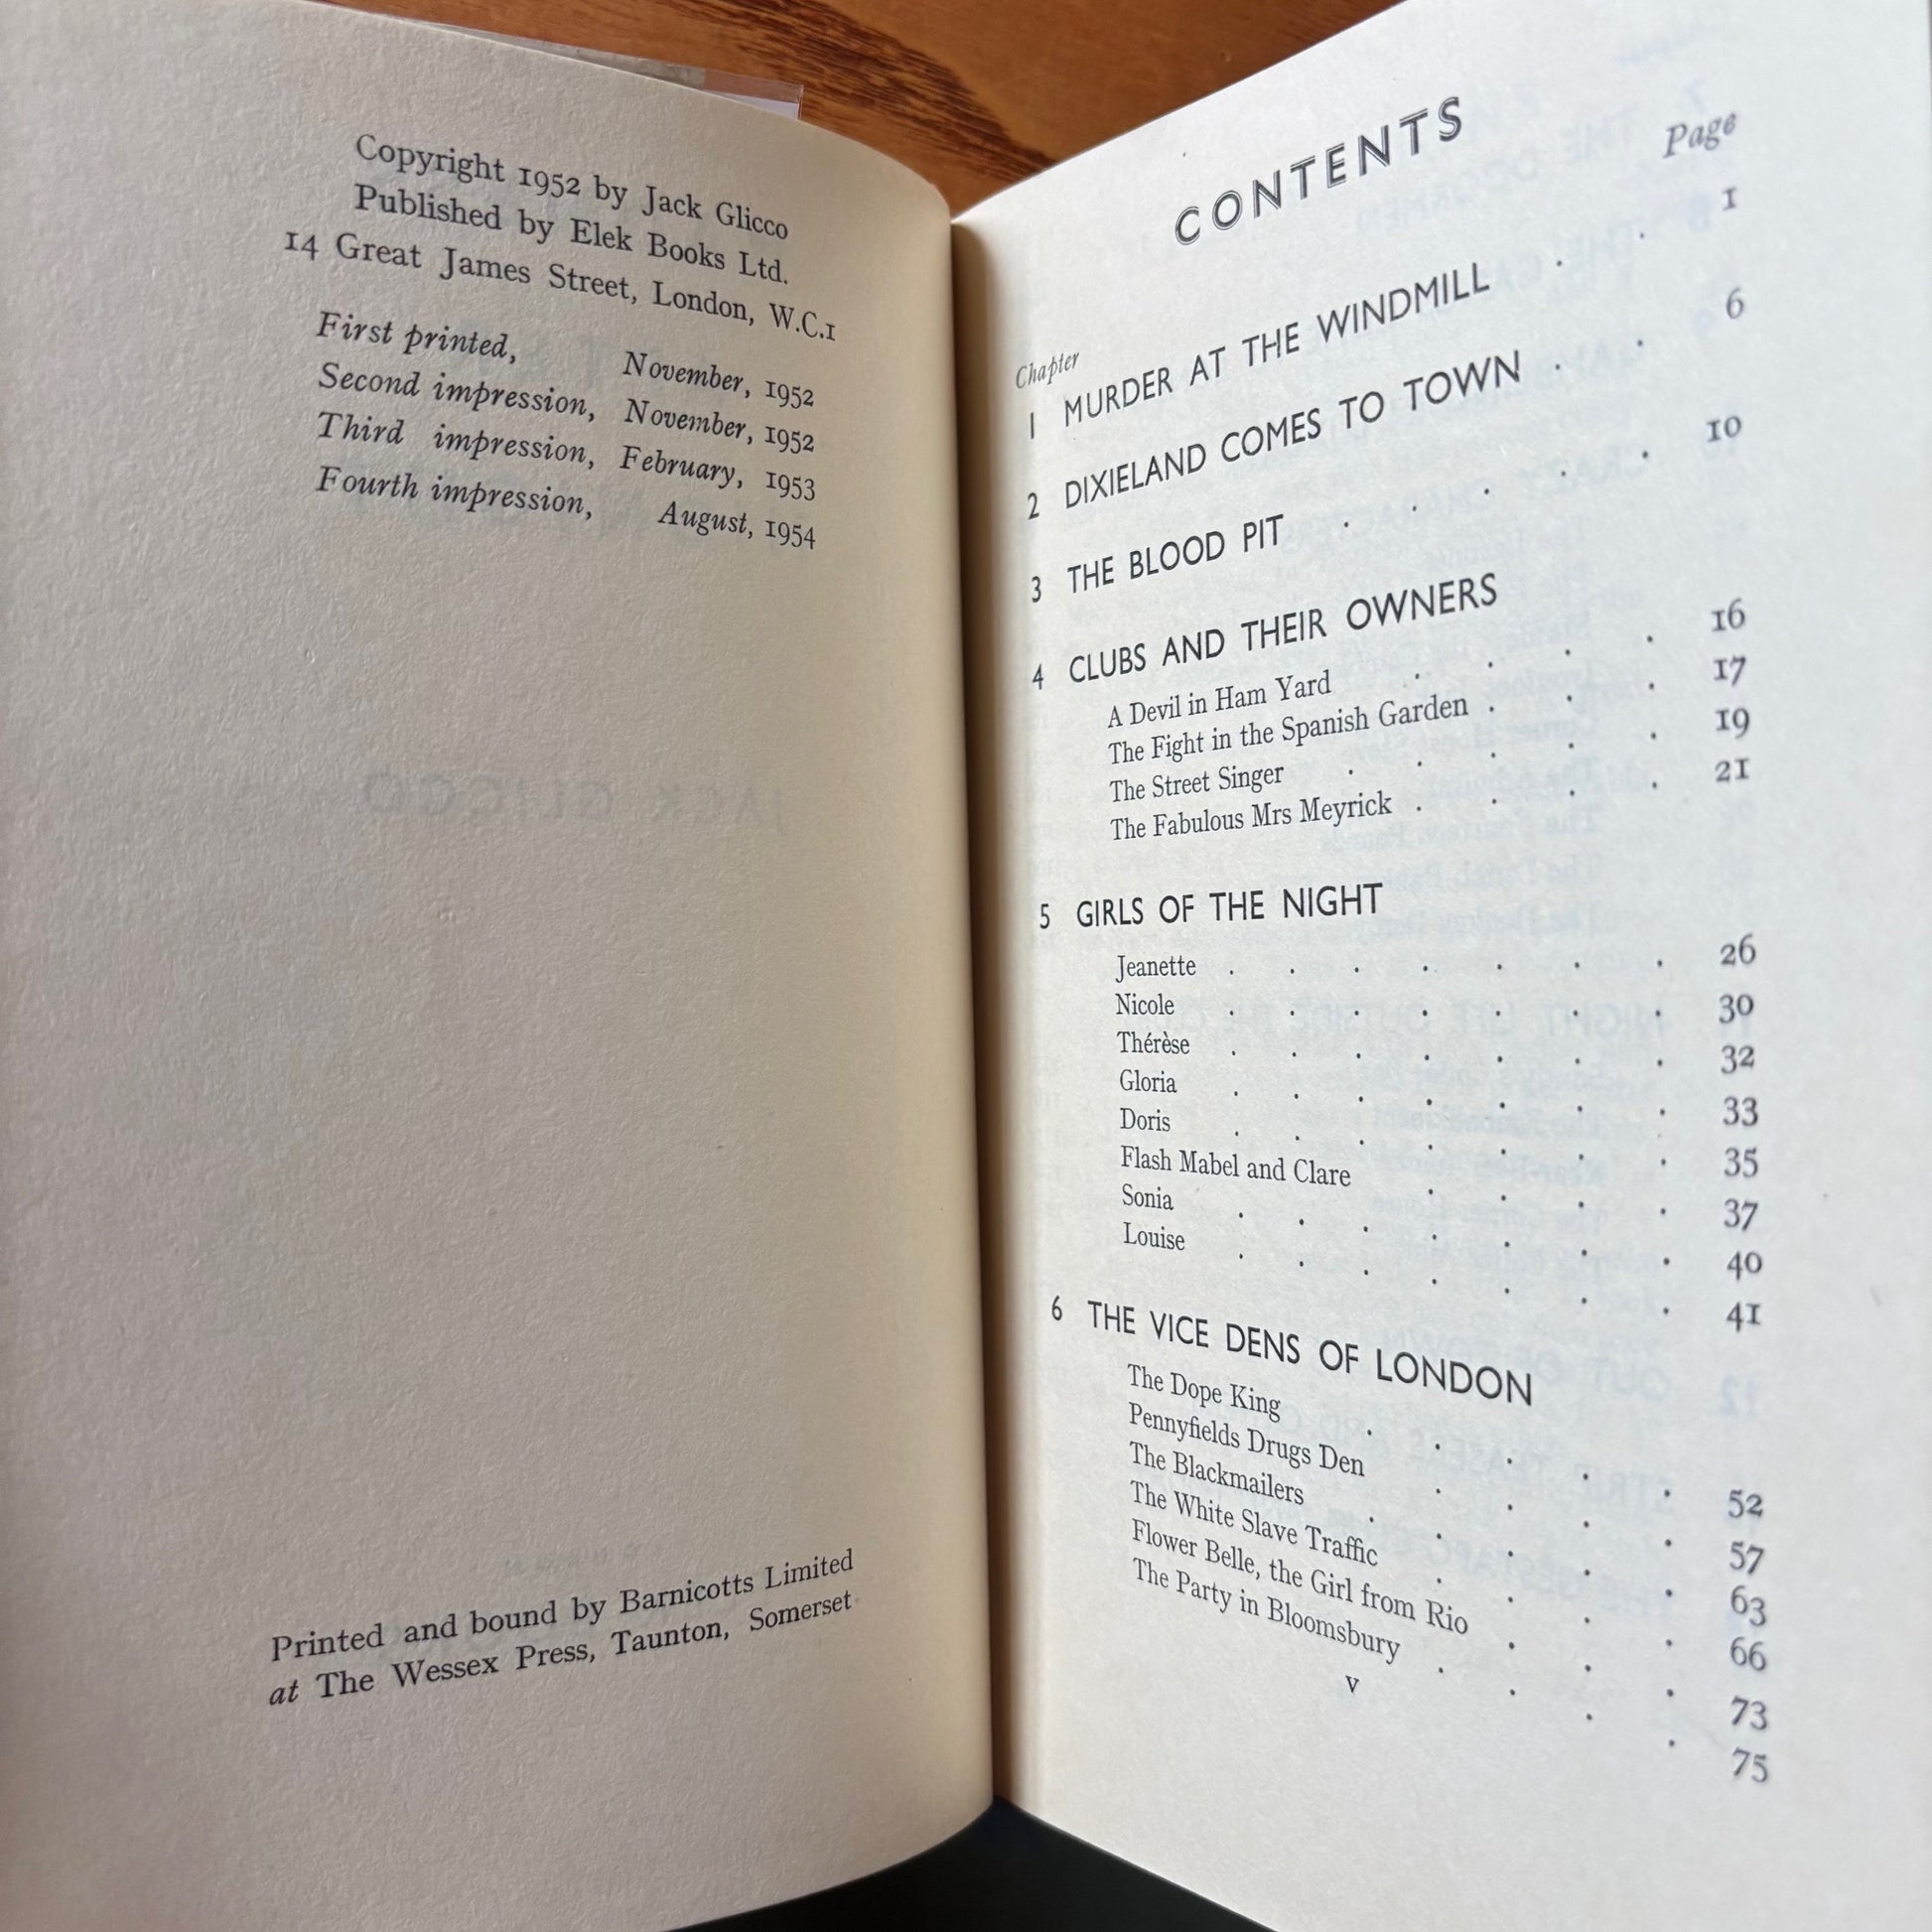 Copyright 1952 by Jack Glicco
Published by Elek Books Ltd.
14 Great James Street, London, W.C.1
First printed, November, 1952
Second impression, November, 1952
Third impression, February, 1953
Fourth impression, August, 1954
Printed and bound by Barnicotts Limited
at The Wessex Press, Taunton, Somerset
CONTENTS
Chapter Page
1 MURDER AT THE WINDMILL . . 1
2 DIXIELAND COMES TO TOWN . . 6
3 THE BLOOD PIT . . . . . 10
4 CLUBS AND THEIR OWNERS
A Devil in Ham Yard . . . . 16
The Fight in the Spanish Garden . . . 17
The Street Singer . . . . . 19
The Fabulous Mrs Meyrick . . . . 21
5 GIRLS OF THE NIGHT
Jeanette . . . . . . . 26
Nicole . . . . . . . 30
Thérèse . . . . . . . 32
Gloria . . . . . . . 33
Doris . . . . . . . 35
Flash Mabel and Clare . . . . 37
Sonia . . . . . . . 40
Louise . . . . . . . 41
6 THE VICE DENS OF LONDON
The Dope King . . . . . 52
Pennyfields Drugs Den . . . . 57
The Blackmailers . . . . . 63
The White Slave Traffic . . . . 66
Flower Belle, the Girl from Rio . . . 73
The Party in Bloomsbury . . . . 75
v